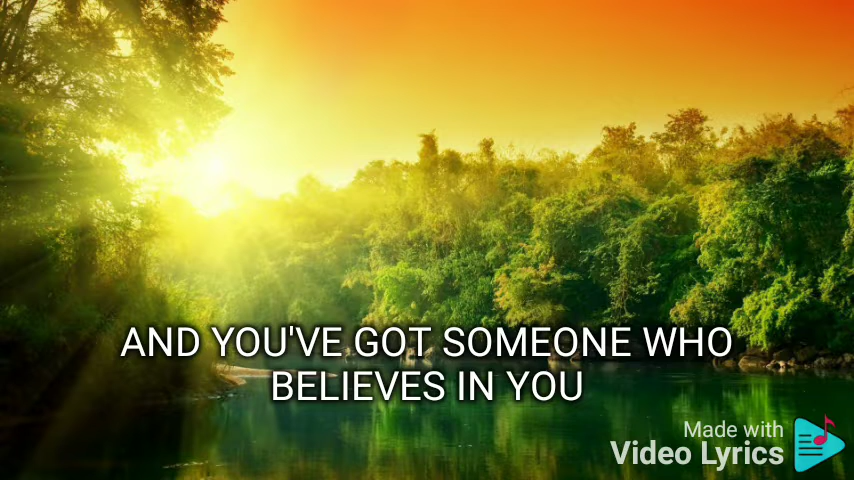 AND YOU'VE GOT SOMEONE WHO
BELIEVES IN YOU
Made with
Video Lyrics